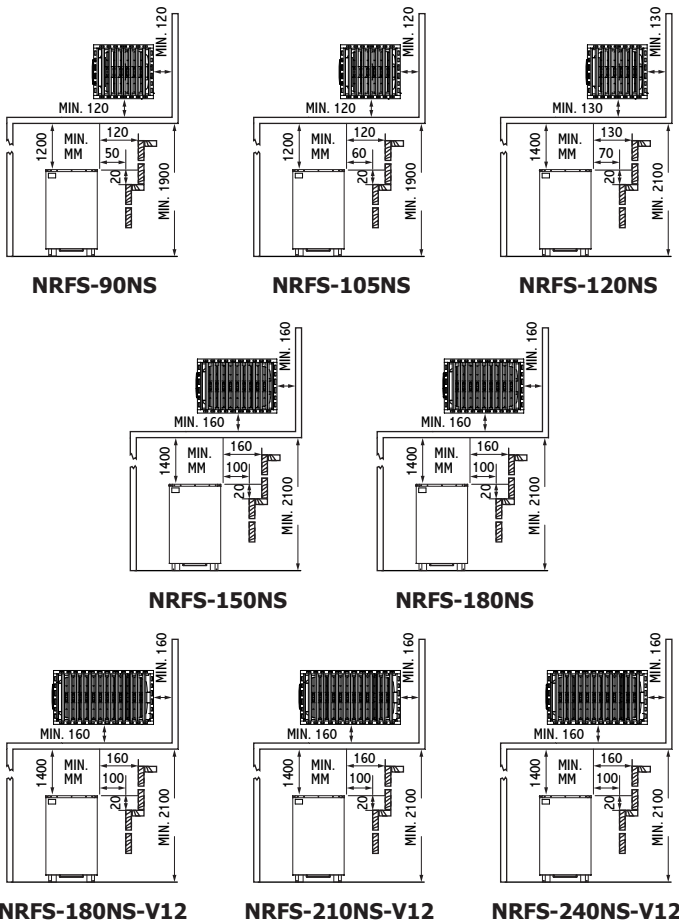 MIN. 120
MIN. 120
1200
MIN.
MM
120
50
20
MIN. 1900
NRFS-90NS
MIN. 120
MIN. 120
1200
MIN.
MM
120
60
20
MIN. 1900
NRFS-105NS
MIN. 130
MIN. 130
1400
MIN.
MM
130
70
20
MIN. 2100
NRFS-120NS
MIN. 160
MIN. 160
1400
MIN.
MM
160
100
20
MIN. 2100
NRFS-150NS
MIN. 160
MIN. 160
1400
MIN.
MM
160
100
20
MIN. 2100
NRFS-180NS
MIN. 160
MIN. 160
1400
MIN.
MM
160
100
20
MIN. 2100
NRFS-180NS-V12
MIN. 160
MIN. 160
1400
MIN.
MM
160
100
20
MIN. 2100
NRFS-210NS-V12
MIN. 160
MIN. 160
1400
MIN.
MM
160
100
20
MIN. 2100
NRFS-240NS-V12